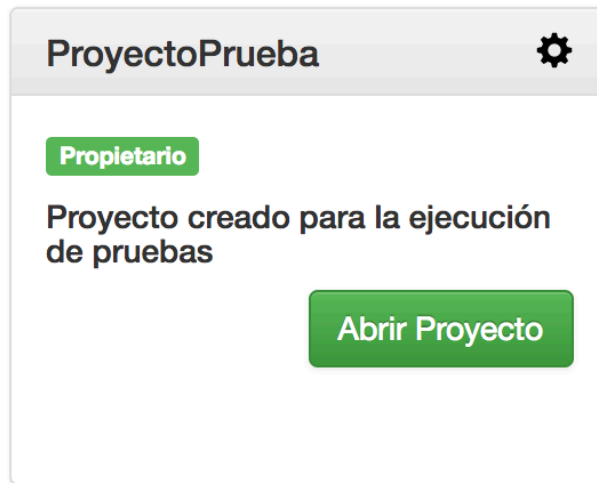 ProyectoPrueba
Propietario
Proyecto creado para la ejecución
de pruebas
Abrir Proyecto